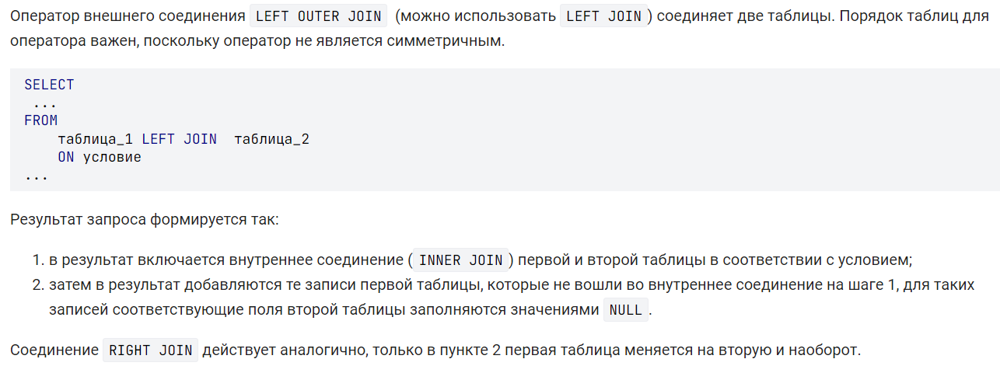 Оператор внешнего соединения LEFT OUTER JOIN (можно использовать LEFT JOIN) соединяет две таблицы. Порядок таблиц для
оператора важен, поскольку оператор не является симметричным.
SELECT
...
FROM
таблица_1 LEFT JOIN таблица_2
ON условие
...
Результат запроса формируется так:
1. в результат включается внутреннее соединение ( INNER JOIN ) первой и второй таблицы в соответствии с условием;
2. затем в результат добавляются те записи первой таблицы, которые не вошли во внутреннее соединение на шаге 1, для таких
записей соответствующие поля второй таблицы заполняются значениями NULL .
Соединение RIGHT JOIN действует аналогично, только в пункте 2 первая таблица меняется на вторую и наоборот.